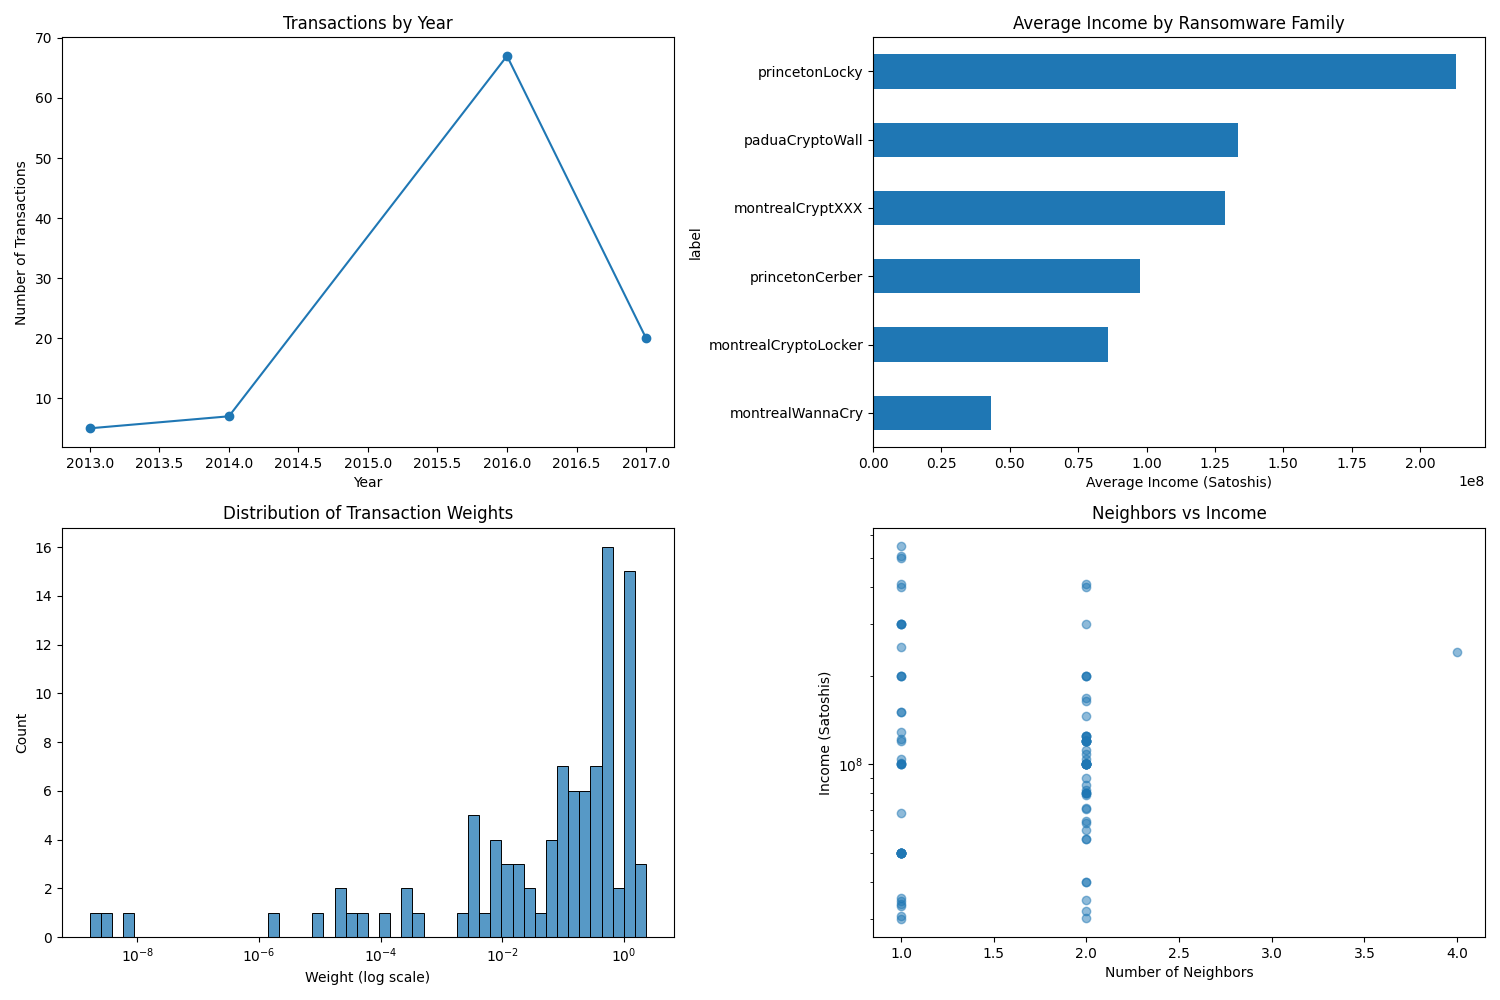 Transactions by Year
Number of Transactions
70
60
50
40
30
20
10
2013.0 2013.5 2014.0 2014.5 2015.0 2015.5 2016.0 2016.5 2017.0
Year
Average Income by Ransomware Family
label
princetonLocky
paduaCryptoWall
montrealCryptXXX
princetonCerber
montrealCryptoLocker
montrealWannaCry
0.00 0.25 0.50 0.75 1.00 1.25 1.50 1.75 2.00
1e8
Average Income (Satoshis)
Distribution of Transaction Weights
Count
16
14
12
10
8
6
4
2
0
10⁻⁸ 10⁻⁶ 10⁻⁴ 10⁻² 10⁰
Weight (log scale)
Neighbors vs Income
Income (Satoshis)
10⁸
1.0 1.5 2.0 2.5 3.0 3.5 4.0
Number of Neighbors